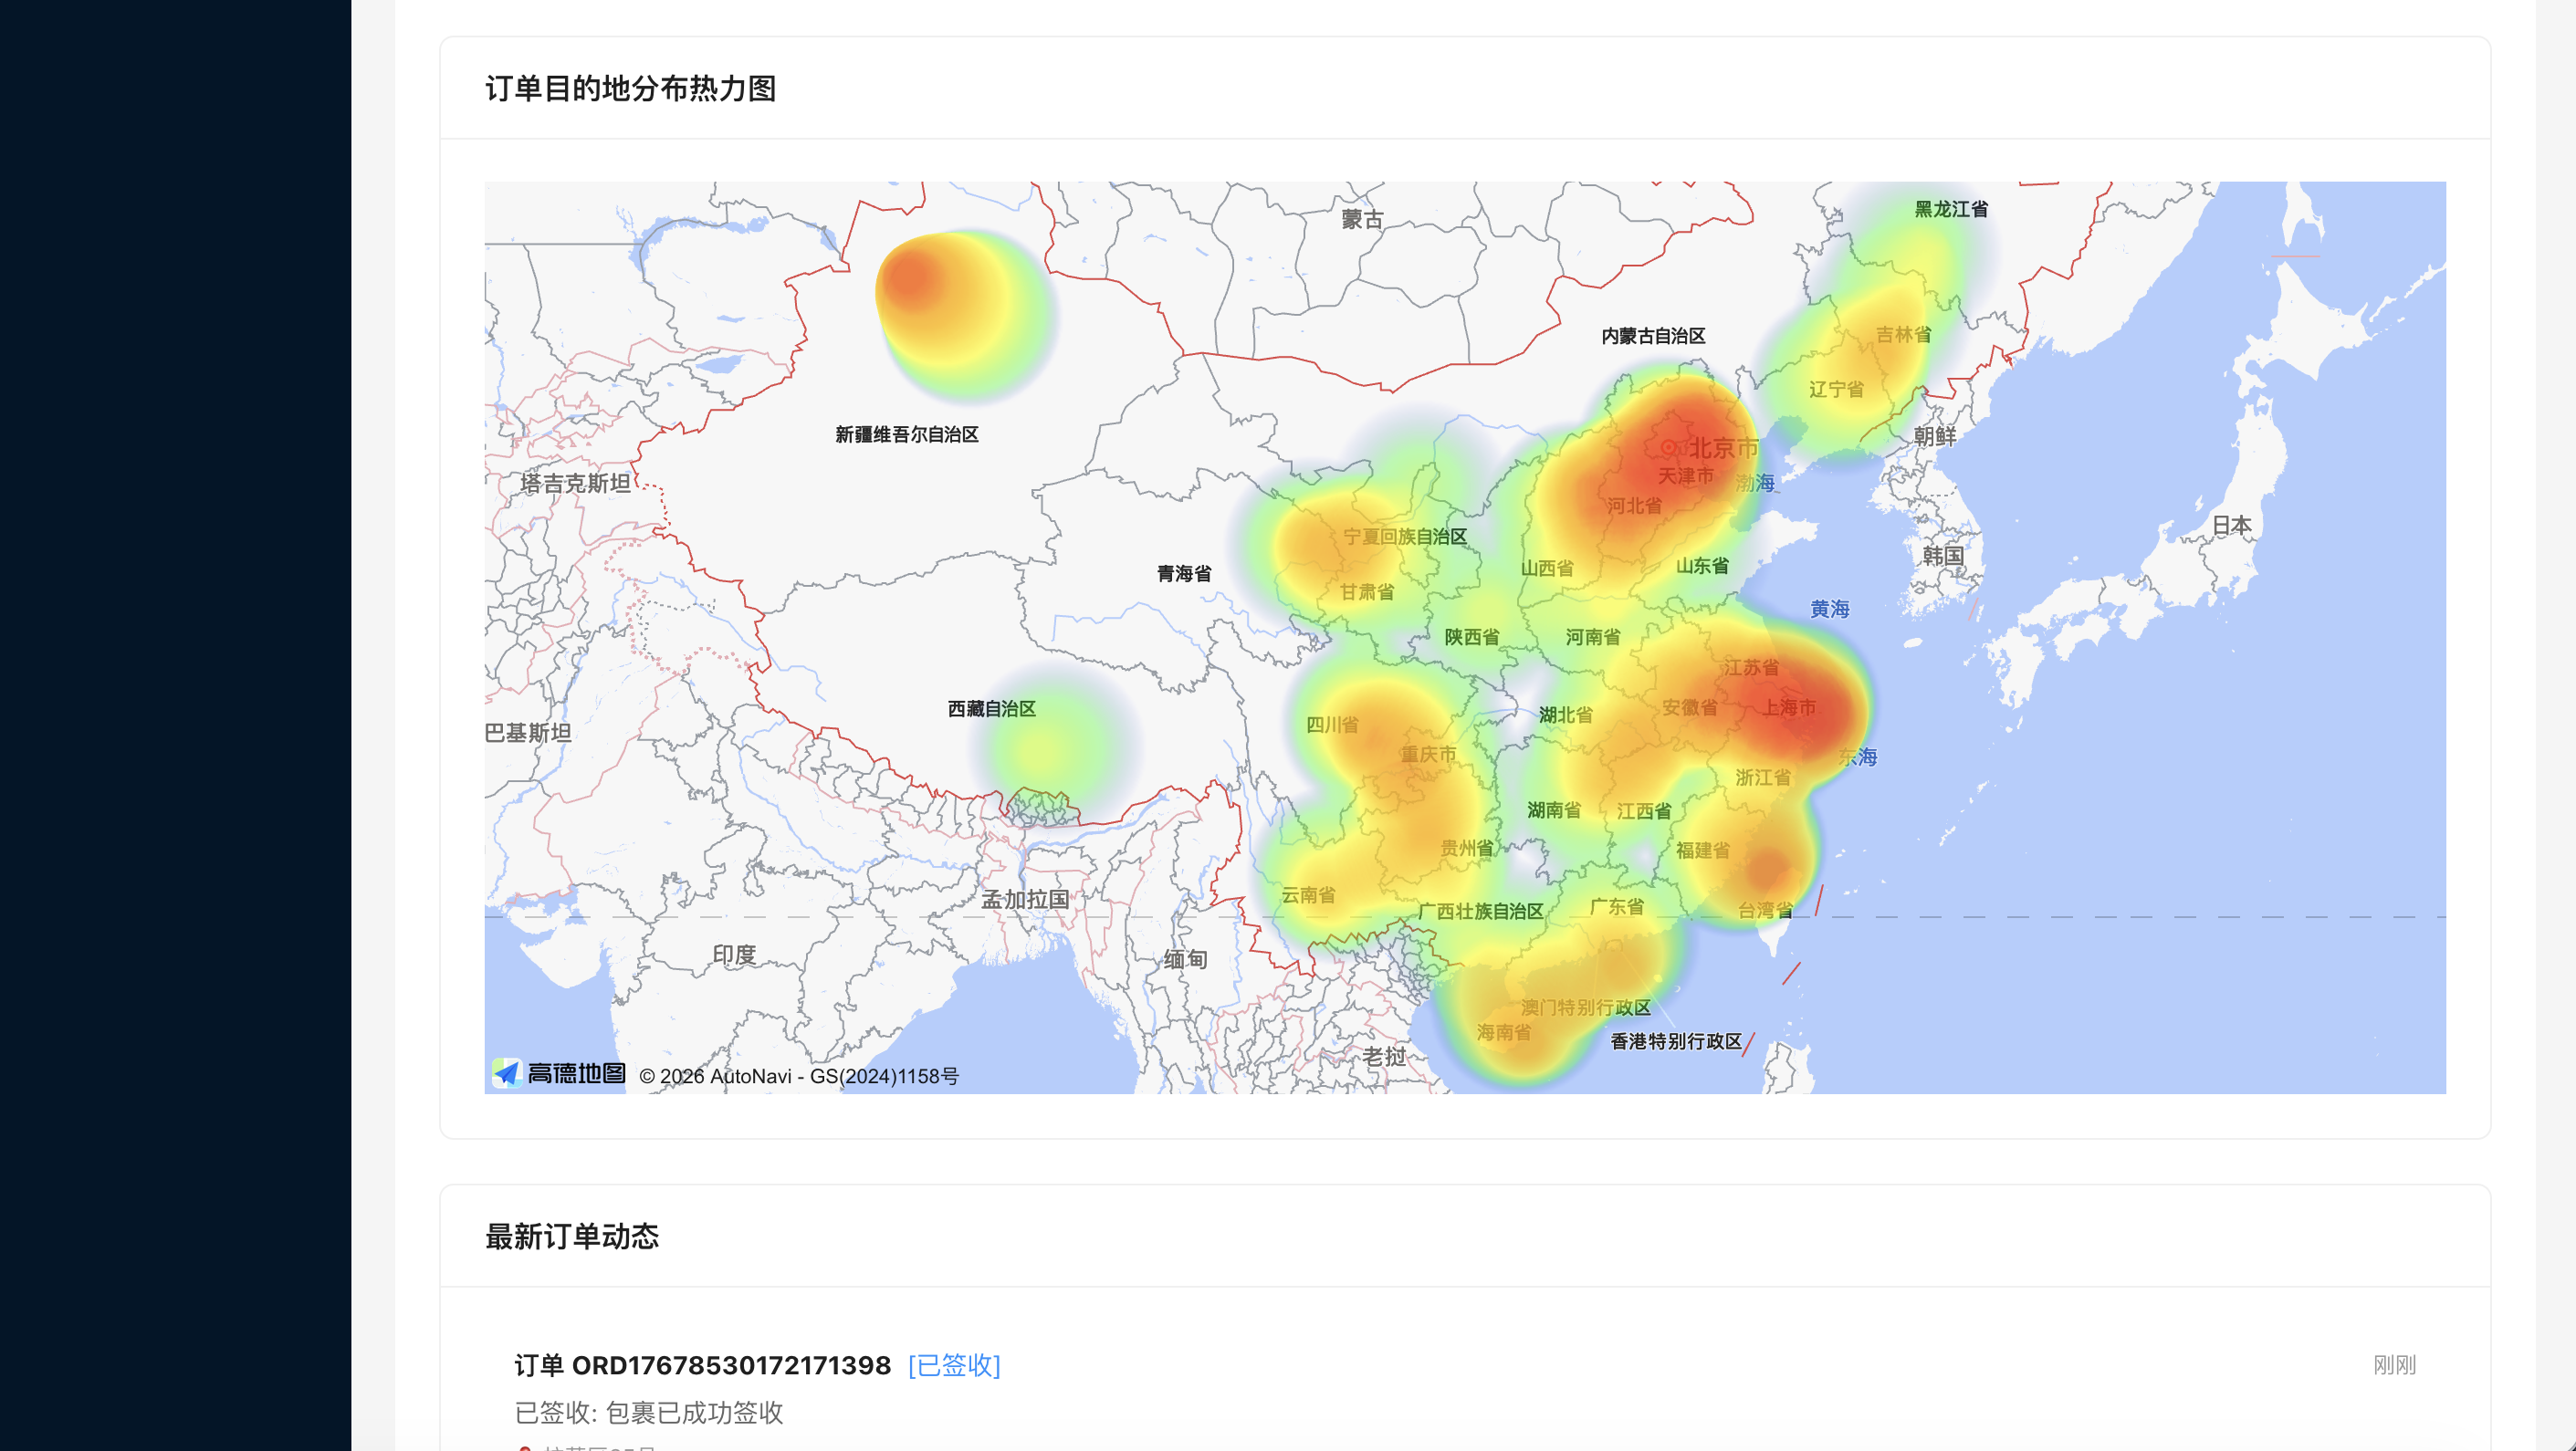 订单目的地分布热力图
黑龙江省
蒙古
吉林省
内蒙古自治区
辽宁省
新疆维吾尔自治区
北京市
朝鲜
天津市
塔吉克斯坦
渤海
河北省
日本
宁夏回族自治区
韩国
青海省
山西省
山东省
甘肃省
黄海
陕西省
河南省
江苏省
西藏自治区
安徽省
上海市
湖北省
四川省
巴基斯坦
重庆市
东海
浙江省
湖南省
江西省
贵州省
福建省
云南省
孟加拉国
广西壮族自治区
广东省
台湾省
印度
缅甸
澳门特别行政区
海南省
香港特别行政区
老挝
高德地图 © 2026 AutoNavi - GS(2024)1158号
最新订单动态
订单 ORD17678530172171398 [已签收] 刚刚
已签收: 包裹已成功签收